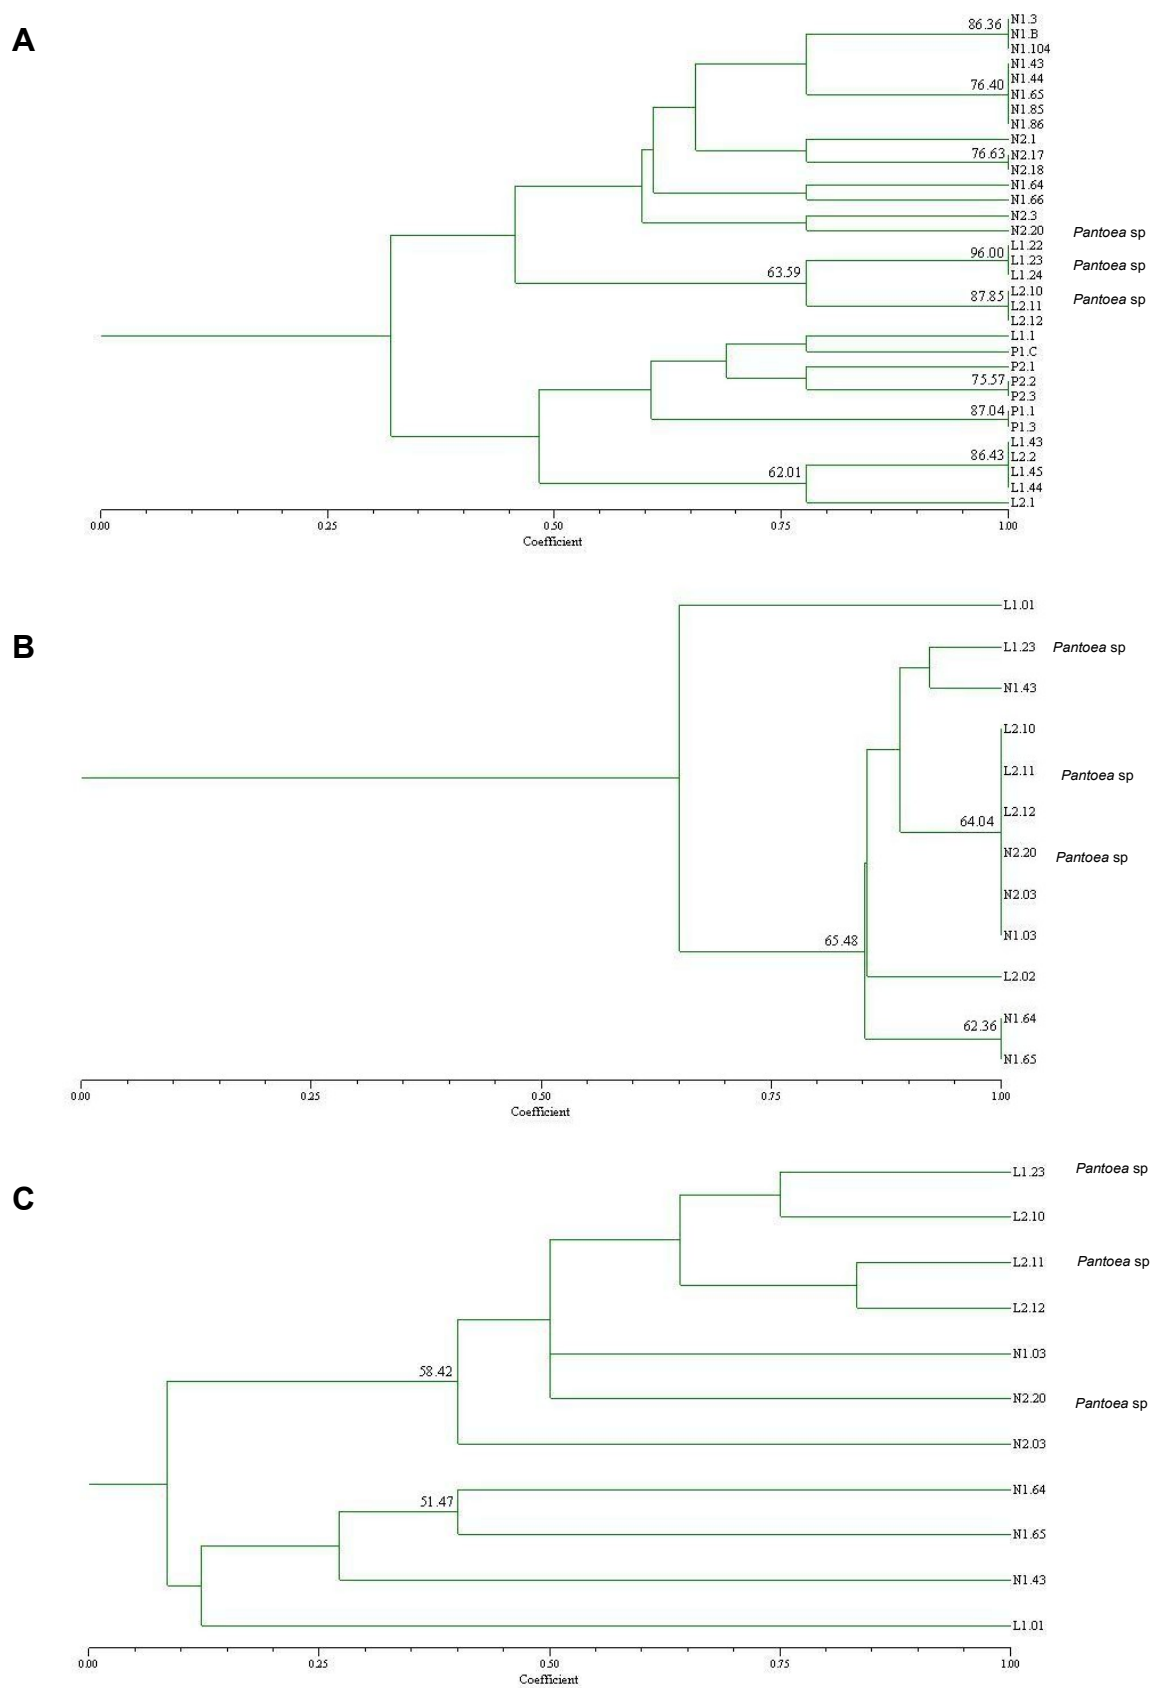 A
86.36 N1.3
N1.B
N1.104
N1.43
N1.44
76.40 N1.65
N1.85
N1.86
N2.1
76.63 N2.17
N2.18
N1.64
N1.66
N2.3
N2.20 Pantoea sp
L1.22
96.00 L1.23 Pantoea sp
63.59 L1.24
L2.10
87.85 L2.11 Pantoea sp
L2.12
L1.1
P1.C
P2.1
75.57 P2.2
P2.3
87.04 P1.1
P1.3
L1.43
86.43 L2.2
62.01 L1.45
L1.44
L2.1
0.00 0.25 0.50 0.75 1.00
Coefficient
L1.01
B
L1.23 Pantoea sp
N1.43
L2.10
L2.11 Pantoea sp
L2.12
64.04
N2.20 Pantoea sp
N2.03
65.48 N1.03
L2.02
62.36 N1.64
N1.65
0.00 0.25 0.50 0.75 1.00
Coefficient
L1.23 Pantoea sp
C
L2.10
L2.11 Pantoea sp
L2.12
N1.03
58.42
N2.20 Pantoea sp
N2.03
N1.64
51.47
N1.65
N1.43
L1.01
0.00 0.25 0.50 0.75 1.00
Coefficient